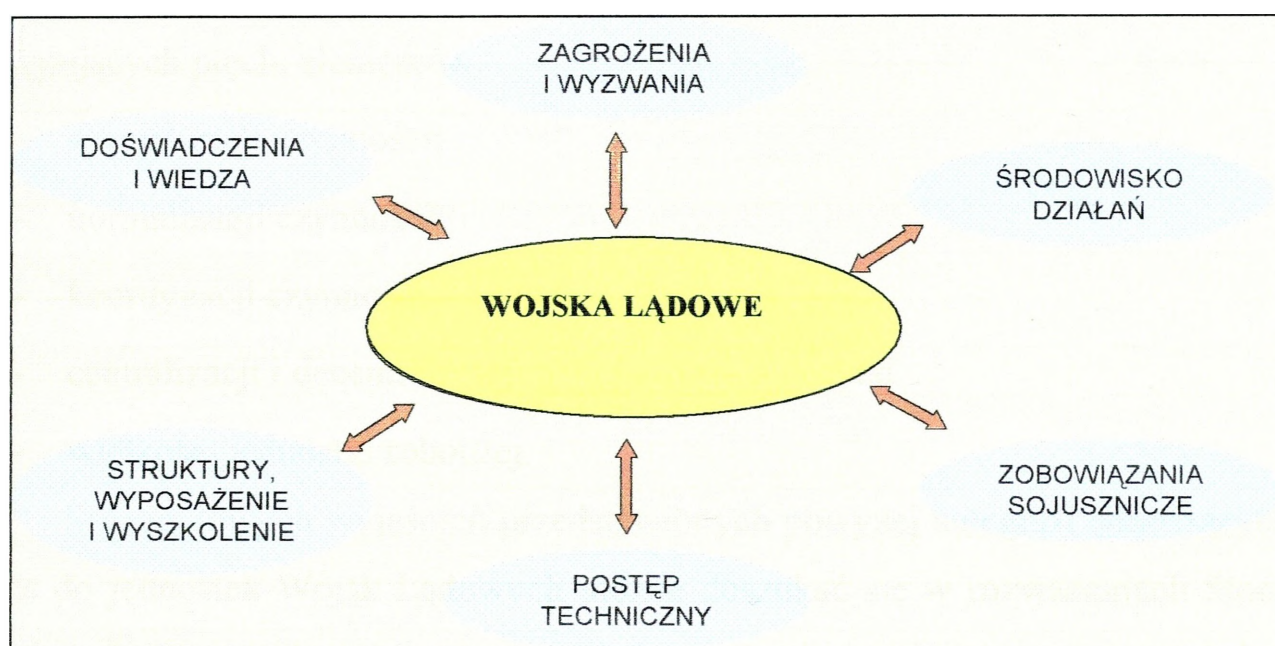 ZAGROŻENIA
I WYZWANIA
DOŚWIADCZENIA
I WIEDZA
ŚRODOWISKO
DZIAŁAŃ
WOJSKA LĄDOWE
STRUKTURY,
WYPOSAŻENIE
I WYSZKOLENIE
ZOBOWIĄZANIA
SOJUSZNICZE
POSTĘP
TECHNICZNY